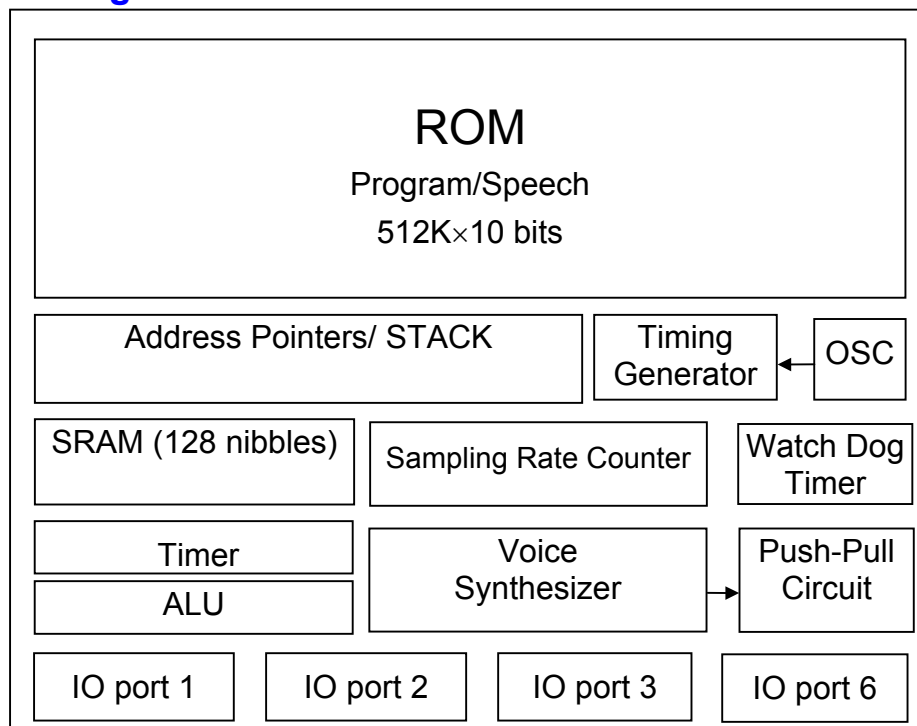 ROM
Program/Speech
512K×10 bits
Address Pointers/ STACK
Timing
Generator
OSC
SRAM (128 nibbles)
Sampling Rate Counter
Watch Dog
Timer
Timer
ALU
Voice
Synthesizer
Push-Pull
Circuit
IO port 1
IO port 2
IO port 3
IO port 6